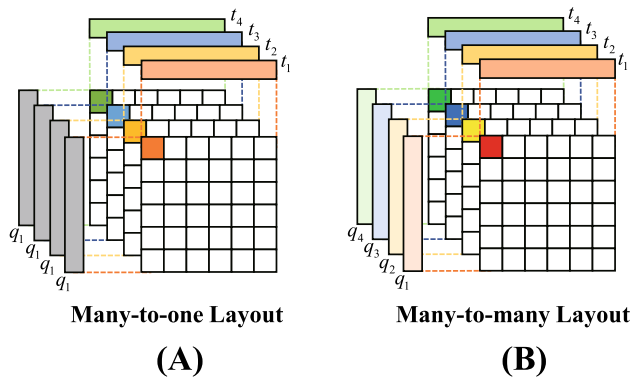 t4
t3
t2
t1
q1
q1
q1
q1
Many-to-one Layout
(A)
t4
t3
t2
t1
q4
q3
q2
q1
Many-to-many Layout
(B)